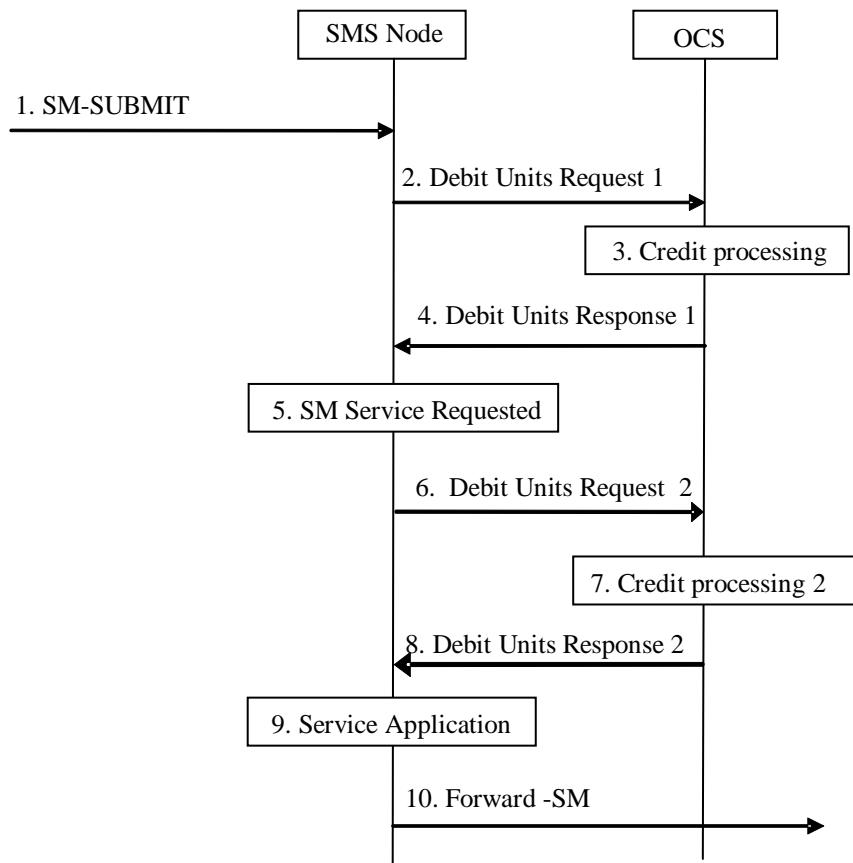 SMS Node
OCS
1. SM-SUBMIT
2. Debit Units Request 1
3. Credit processing
4. Debit Units Response 1
5. SM Service Requested
6. Debit Units Request 2
7. Credit processing 2
8. Debit Units Response 2
9. Service Application
10. Forward -SM